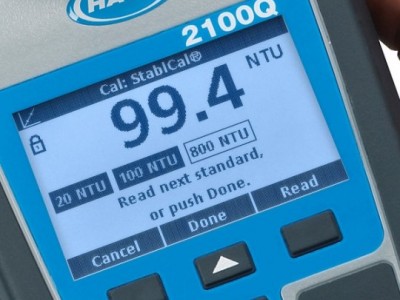 HACH
2100Q
Cal: StablCal®
99.4 NTU
20 NTU 100 NTU 800 NTU
Read next standard,
or push Done.
Cancel Done Read